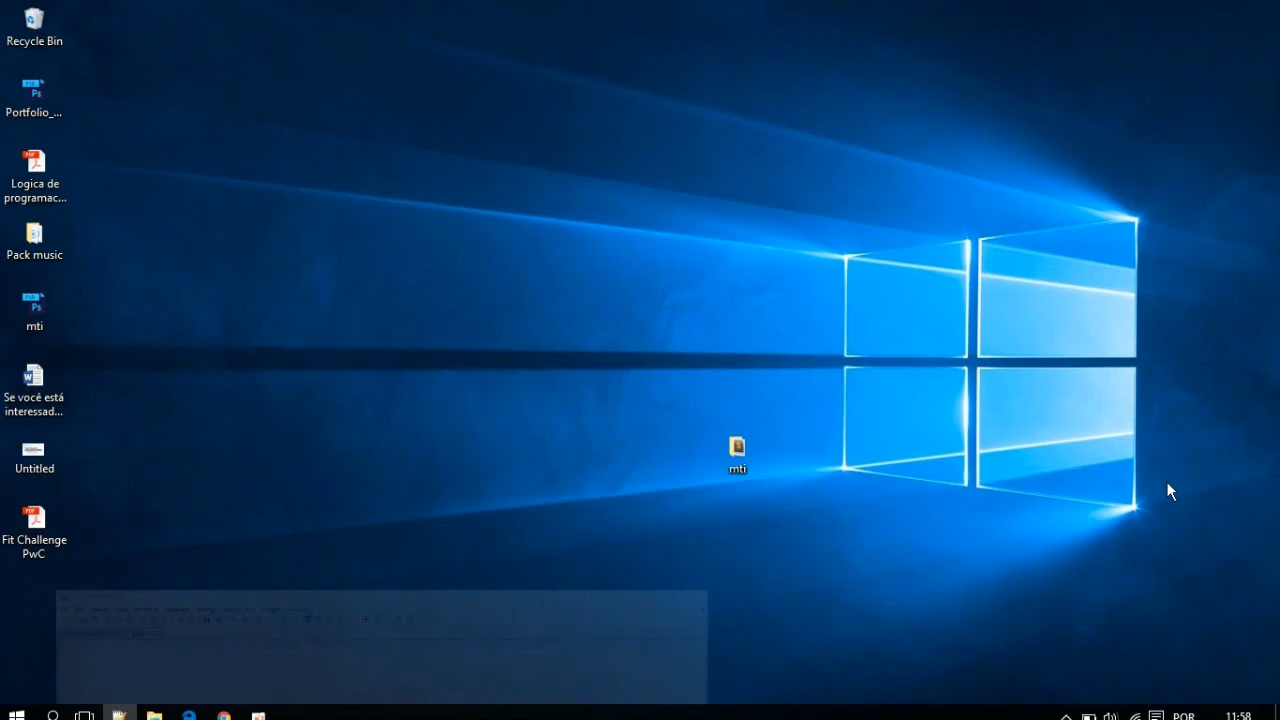 Recycle Bin
Portfolio_...
Logica de
programac...
Pack music
mti
Se você está
interessad...
Untitled
Fit Challenge
PwC
mti
POR
11:58